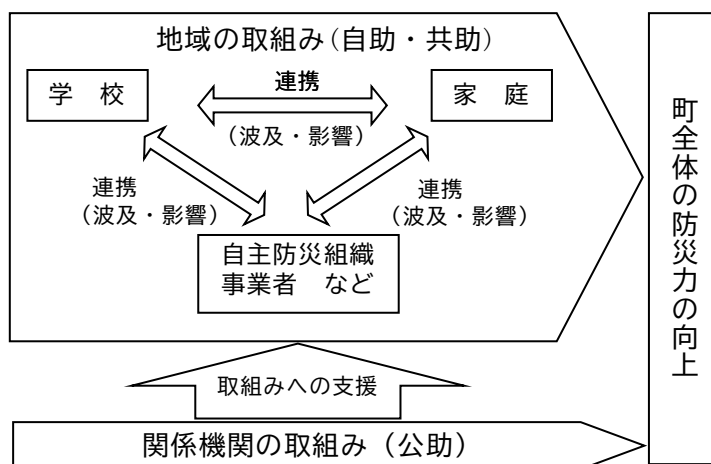 地域の取組み（自助・共助）
学　校
連携
家　庭
（波及・影響）
連携
（波及・影響）
連携
（波及・影響）
自主防災組織
事業者　など
取組みへの支援
関係機関の取組み（公助）
町全体の防災力の向上